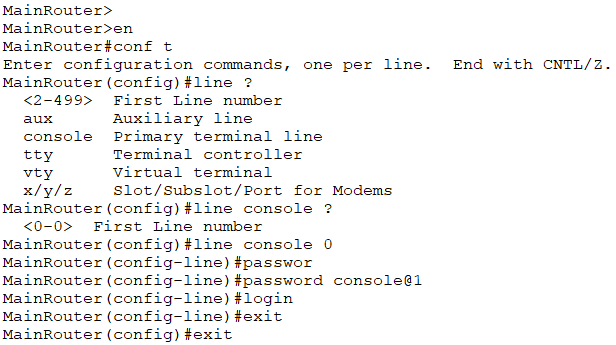 MainRouter>
MainRouter>en
MainRouter#conf t
Enter configuration commands, one per line.  End with CNTL/Z.
MainRouter(config)#line ?
  <2-499>  First Line number
  aux      Auxiliary line
  console  Primary terminal line
  tty      Terminal controller
  vty      Virtual terminal
  x/y/z    Slot/Subslot/Port for Modems
MainRouter(config)#line console ?
  <0-0>  First Line number
MainRouter(config)#line console 0
MainRouter(config-line)#passwor
MainRouter(config-line)#password console@1
MainRouter(config-line)#login
MainRouter(config-line)#exit
MainRouter(config)#exit